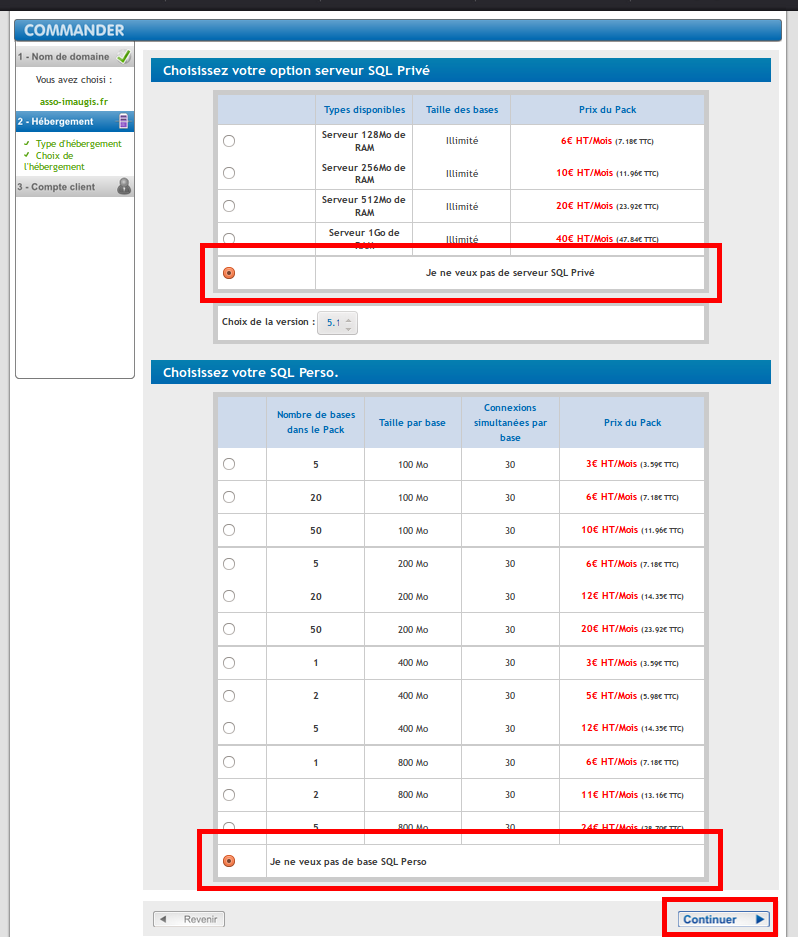 COMMANDER
1 - Nom de domaine
Vous avez choisi :
asso-imaugis.fr
2 - Hébergement
Type d'hébergement
Choix de
l'hébergement
3 - Compte client
Choisissez votre option serveur SQL Privé
Types disponibles Taille des bases Prix du Pack
Serveur 128Mo de
RAM Illimité 6€ HT/Mois (7.18€ TTC)
Serveur 256Mo de
RAM Illimité 10€ HT/Mois (11.96€ TTC)
Serveur 512Mo de
RAM Illimité 20€ HT/Mois (23.92€ TTC)
Serveur 1Go de
RAM Illimité 40€ HT/Mois (47.84€ TTC)
Je ne veux pas de serveur SQL Privé
Choix de la version : 5.1
Choisissez votre SQL Perso.
Nombre de bases
dans le Pack Taille par base Connexions
simultanées par
base Prix du Pack
5 100 Mo 30 3€ HT/Mois (3.59€ TTC)
20 100 Mo 30 6€ HT/Mois (7.18€ TTC)
50 100 Mo 30 10€ HT/Mois (11.96€ TTC)
5 200 Mo 30 6€ HT/Mois (7.18€ TTC)
20 200 Mo 30 12€ HT/Mois (14.35€ TTC)
50 200 Mo 30 20€ HT/Mois (23.92€ TTC)
1 400 Mo 30 3€ HT/Mois (3.59€ TTC)
2 400 Mo 30 5€ HT/Mois (5.98€ TTC)
5 400 Mo 30 12€ HT/Mois (14.35€ TTC)
1 800 Mo 30 6€ HT/Mois (7.18€ TTC)
2 800 Mo 30 11€ HT/Mois (13.16€ TTC)
5 800 Mo 30 24€ HT/Mois (28.70€ TTC)
Je ne veux pas de base SQL Perso
Revenir Continuer